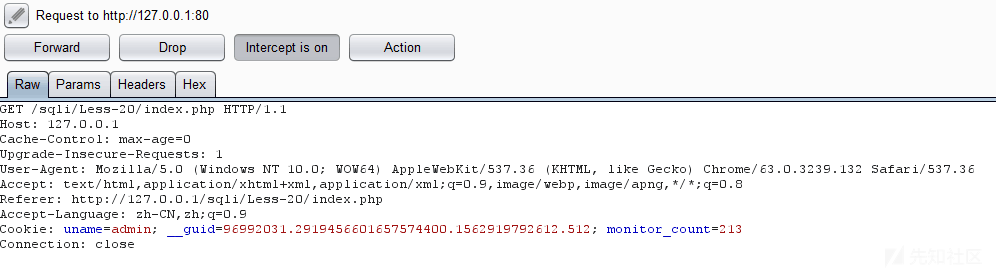 Request to http://127.0.0.1:80
Forward Drop Intercept is on Action
Raw Params Headers Hex
GET /sqli/Less-20/index.php HTTP/1.1
Host: 127.0.0.1
Cache-Control: max-age=0
Upgrade-Insecure-Requests: 1
User-Agent: Mozilla/5.0 (Windows NT 10.0; WOW64) AppleWebKit/537.36 (KHTML, like Gecko) Chrome/63.0.3239.132 Safari/537.36
Accept: text/html,application/xhtml+xml,application/xml;q=0.9,image/webp,image/apng,*/*;q=0.8
Referer: http://127.0.0.1/sqli/Less-20/index.php
Accept-Language: zh-CN,zh;q=0.9
Cookie: uname=admin; __guid=96992031.2919456601657574400.1562919792612.512; monitor_count=213
Connection: close
先知社区